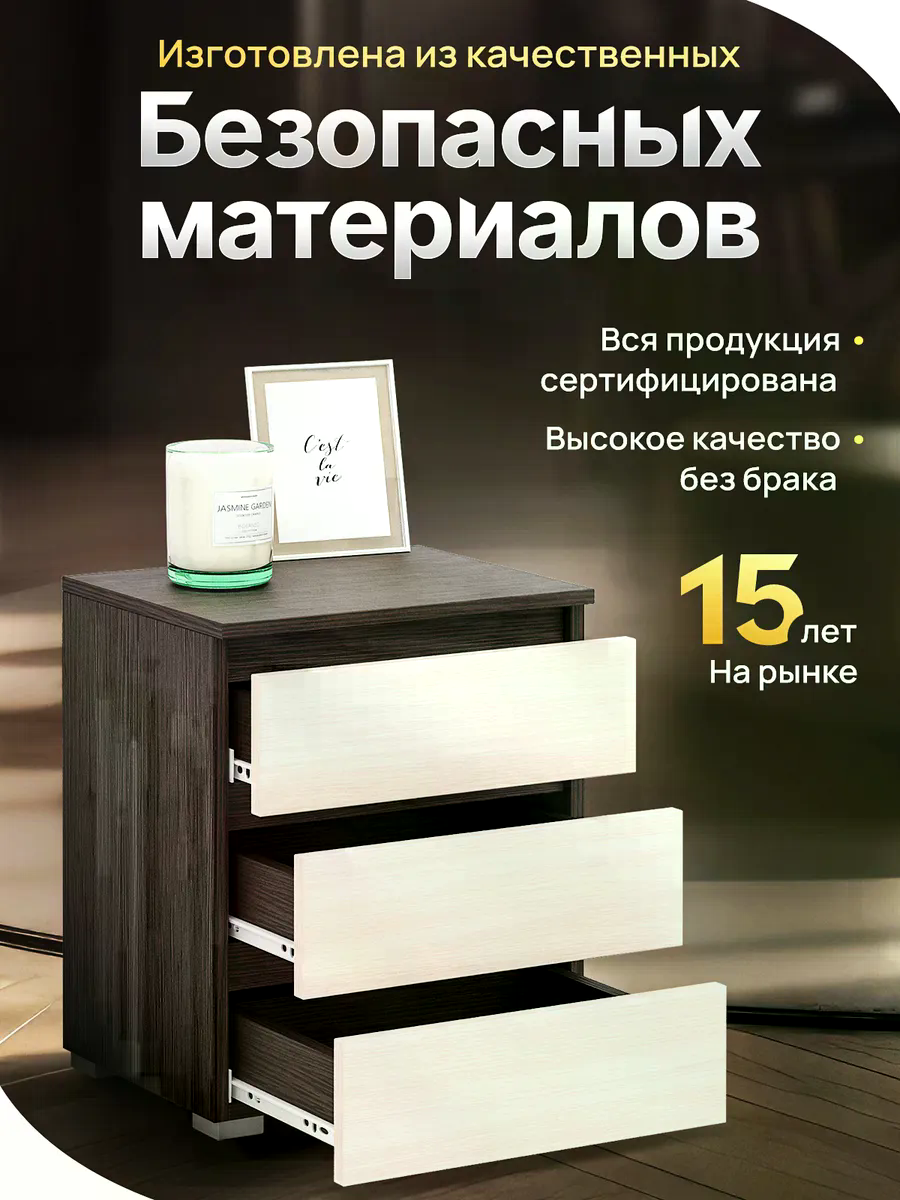 Изготовлена из качественных
Безопасных
материалов
Вся продукция •
сертифицирована
Высокое качество •
без брака
C'est
la
vie
JASMINE GARDEN
15 лет
На рынке